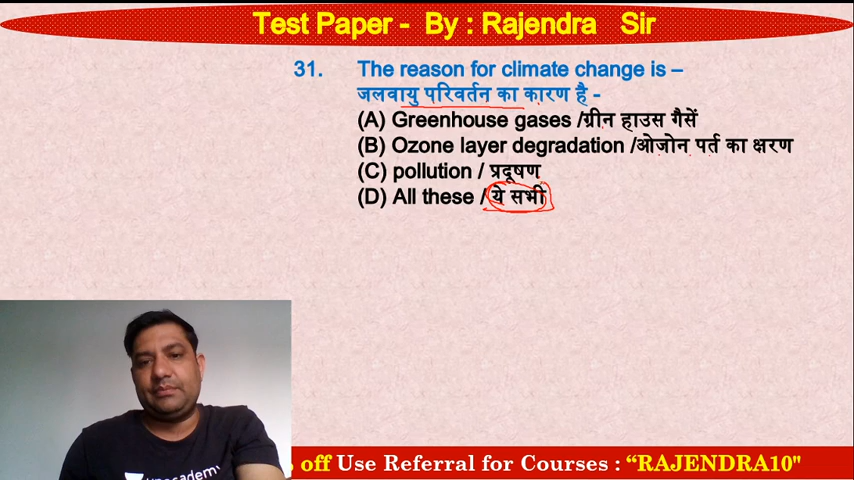 Test Paper - By : Rajendra Sir
31. The reason for climate change is –
जलवायु परिवर्तन का कारण है -
(A) Greenhouse gases /ग्रीन हाउस गैसें
(B) Ozone layer degradation /ओजोन पर्त का क्षरण
(C) pollution / प्रदूषण
(D) All these / ये सभी
off Use Referral for Courses : “RAJENDRA10"